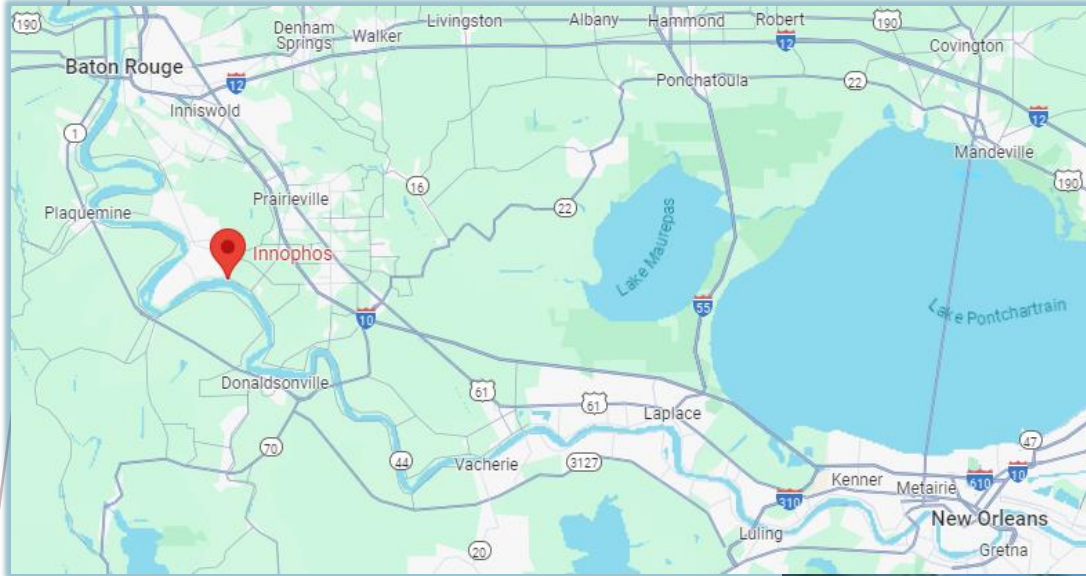 190
Livingston
Albany
Hammond
Robert
190
Denham
Springs
Walker
12
Covington
Baton Rouge
12
Ponchatoula
22
Inniswold
12
1
Mandeville
16
190
Prairieville
22
Plaquemine
Innophos
Lake Maurepas
55
Lake Pontchartrain
10
Donaldsonville
61
61
Laplace
70
44
Vacherie
3127
47
Kenner
Metairie
610
10
310
New Orleans
Luling
20
Gretna